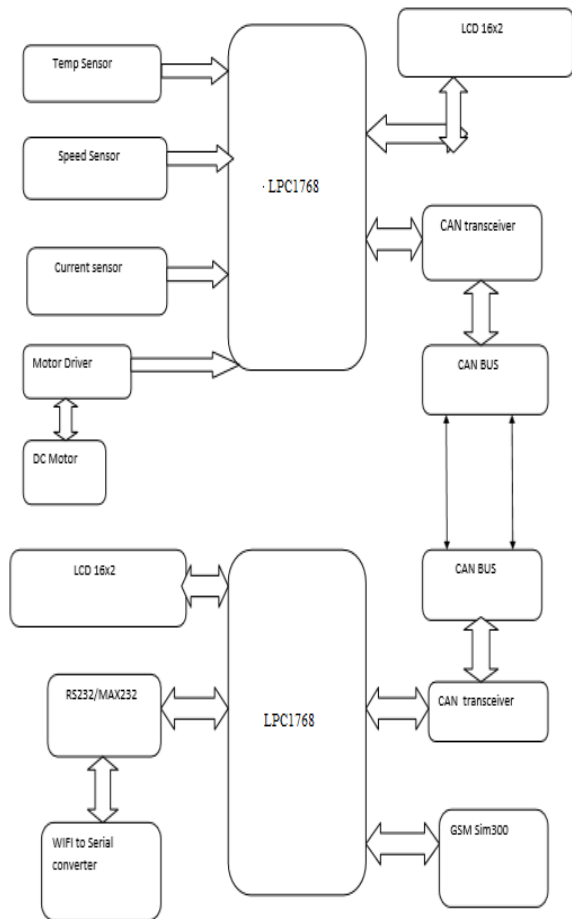 Temp Sensor
Speed Sensor
Current sensor
Motor Driver
DC Motor
· LPC1768
LCD 16x2
CAN transceiver
CAN BUS
CAN BUS
CAN transceiver
GSM Sim300
LPC1768
LCD 16x2
RS232/MAX232
WIFI to Serial
converter